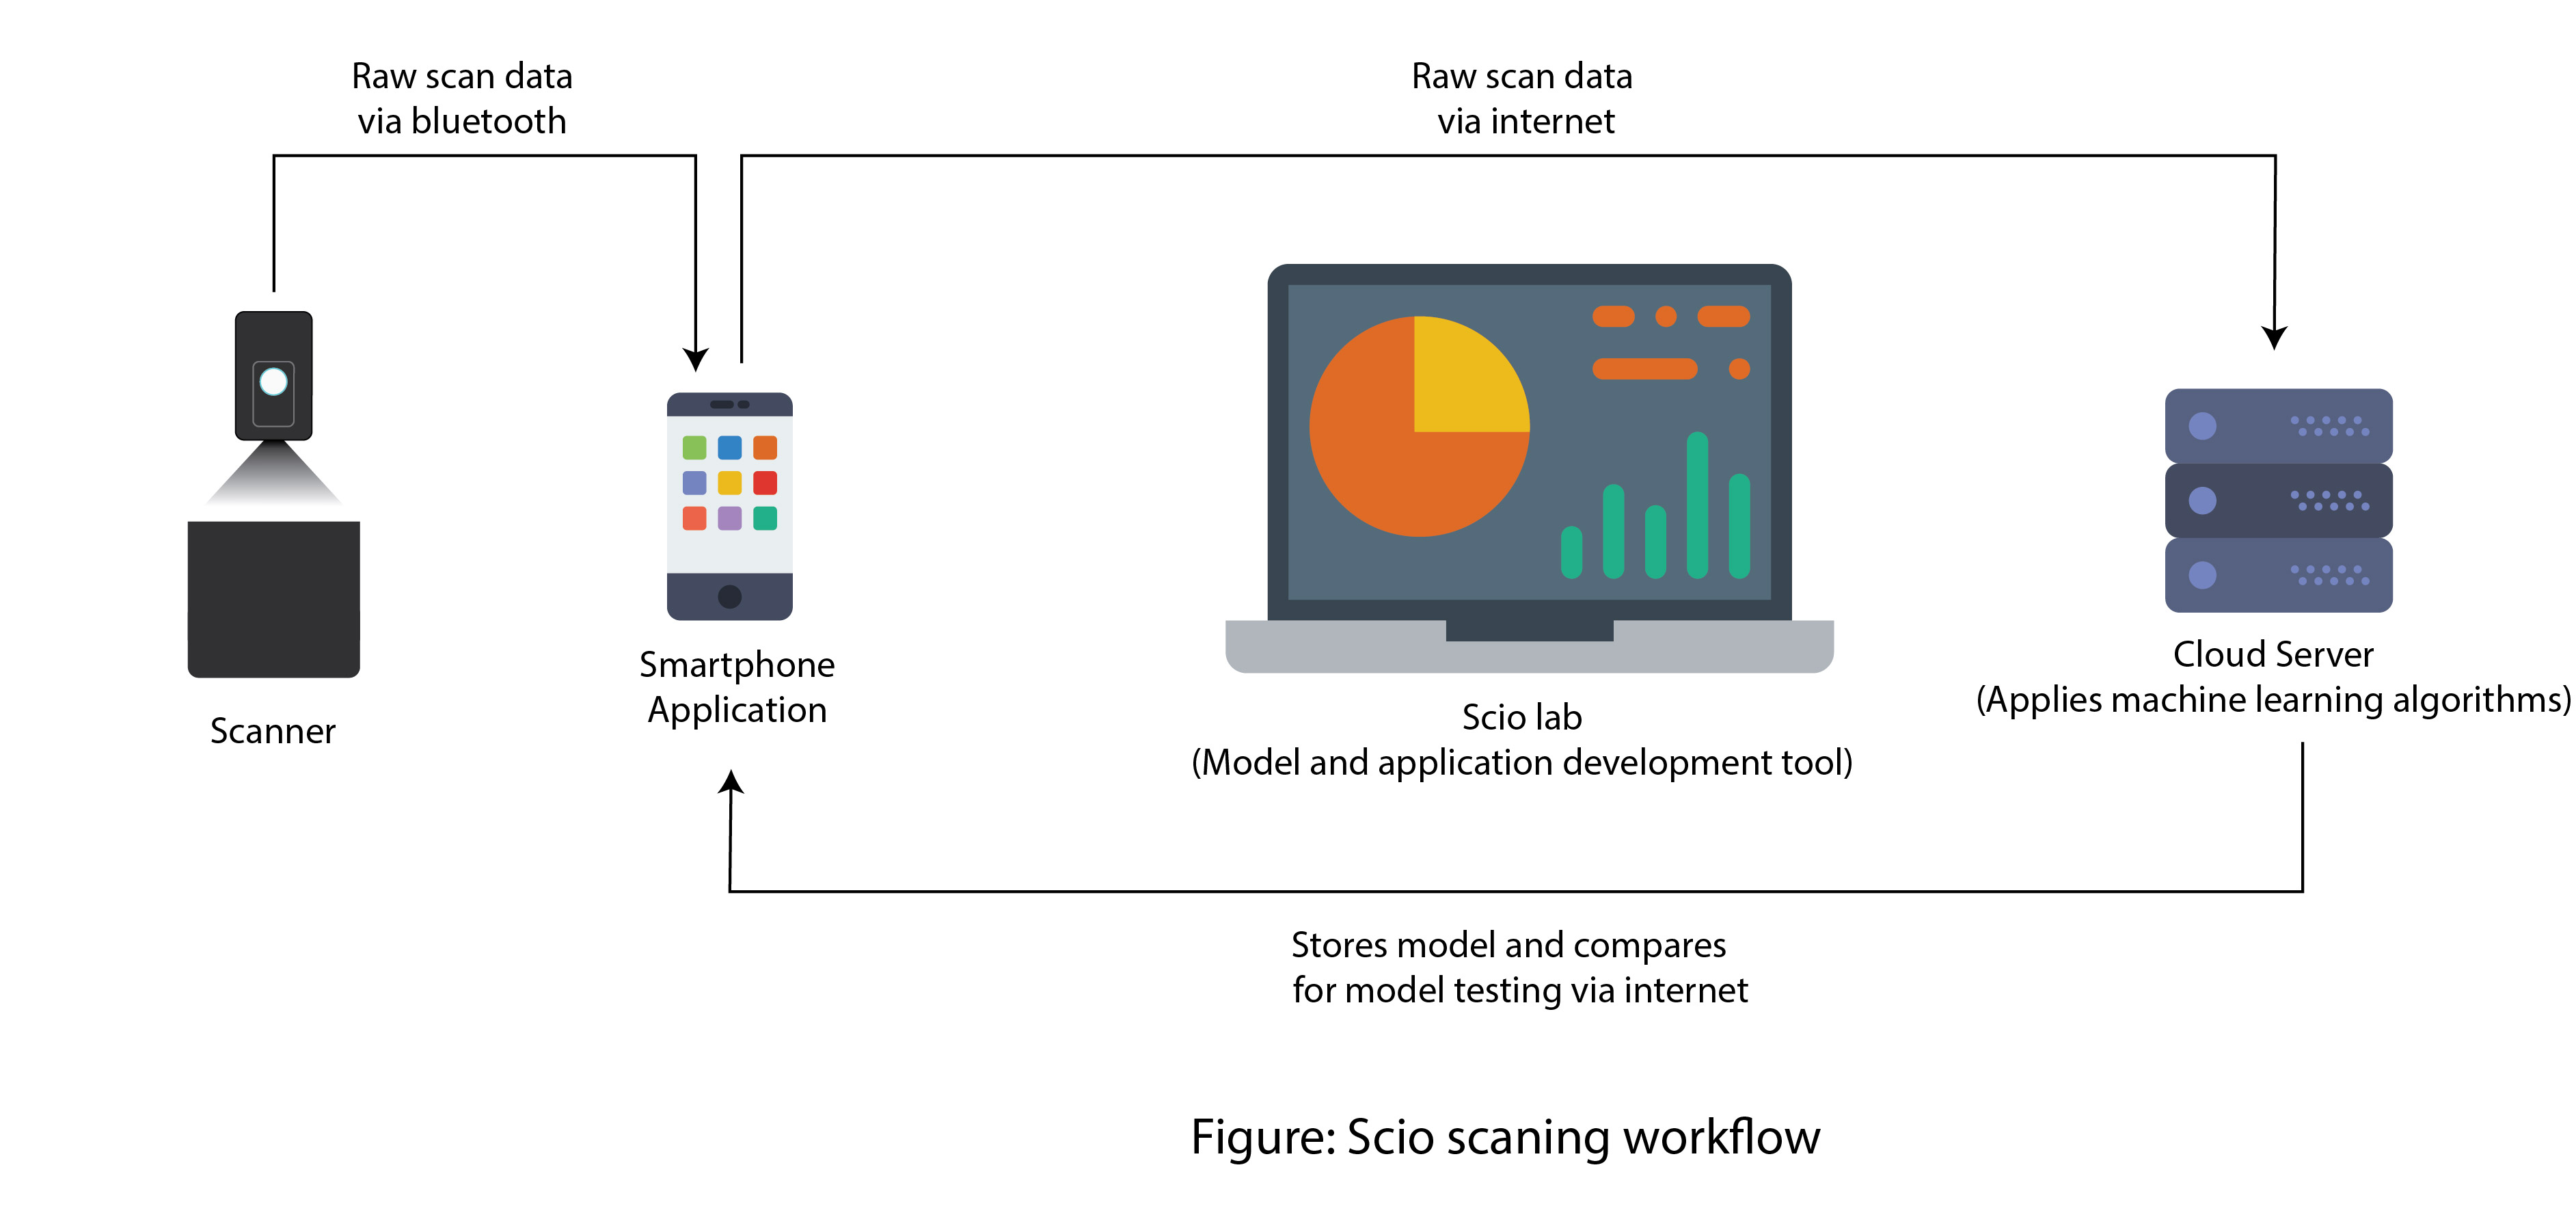 Raw scan data
via bluetooth
Raw scan data
via internet
Scanner
Smartphone
Application
Scio lab
(Model and application development tool)
Cloud Server
(Applies machine learning algorithms)
Stores model and compares
for model testing via internet
Figure: Scio scaning workflow